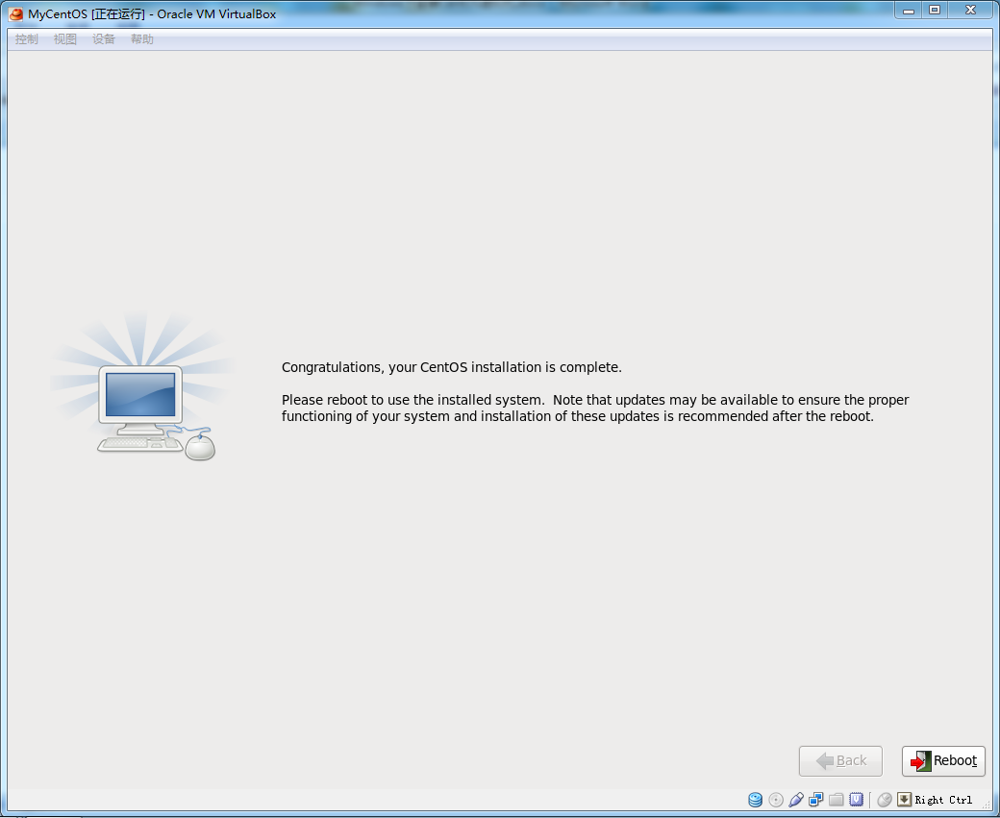 MyCentOS [正在运行] - Oracle VM VirtualBox
控制 视图 设备 帮助
Congratulations, your CentOS installation is complete.
Please reboot to use the installed system.  Note that updates may be available to ensure the proper
functioning of your system and installation of these updates is recommended after the reboot.
Back
Reboot
Right Ctrl